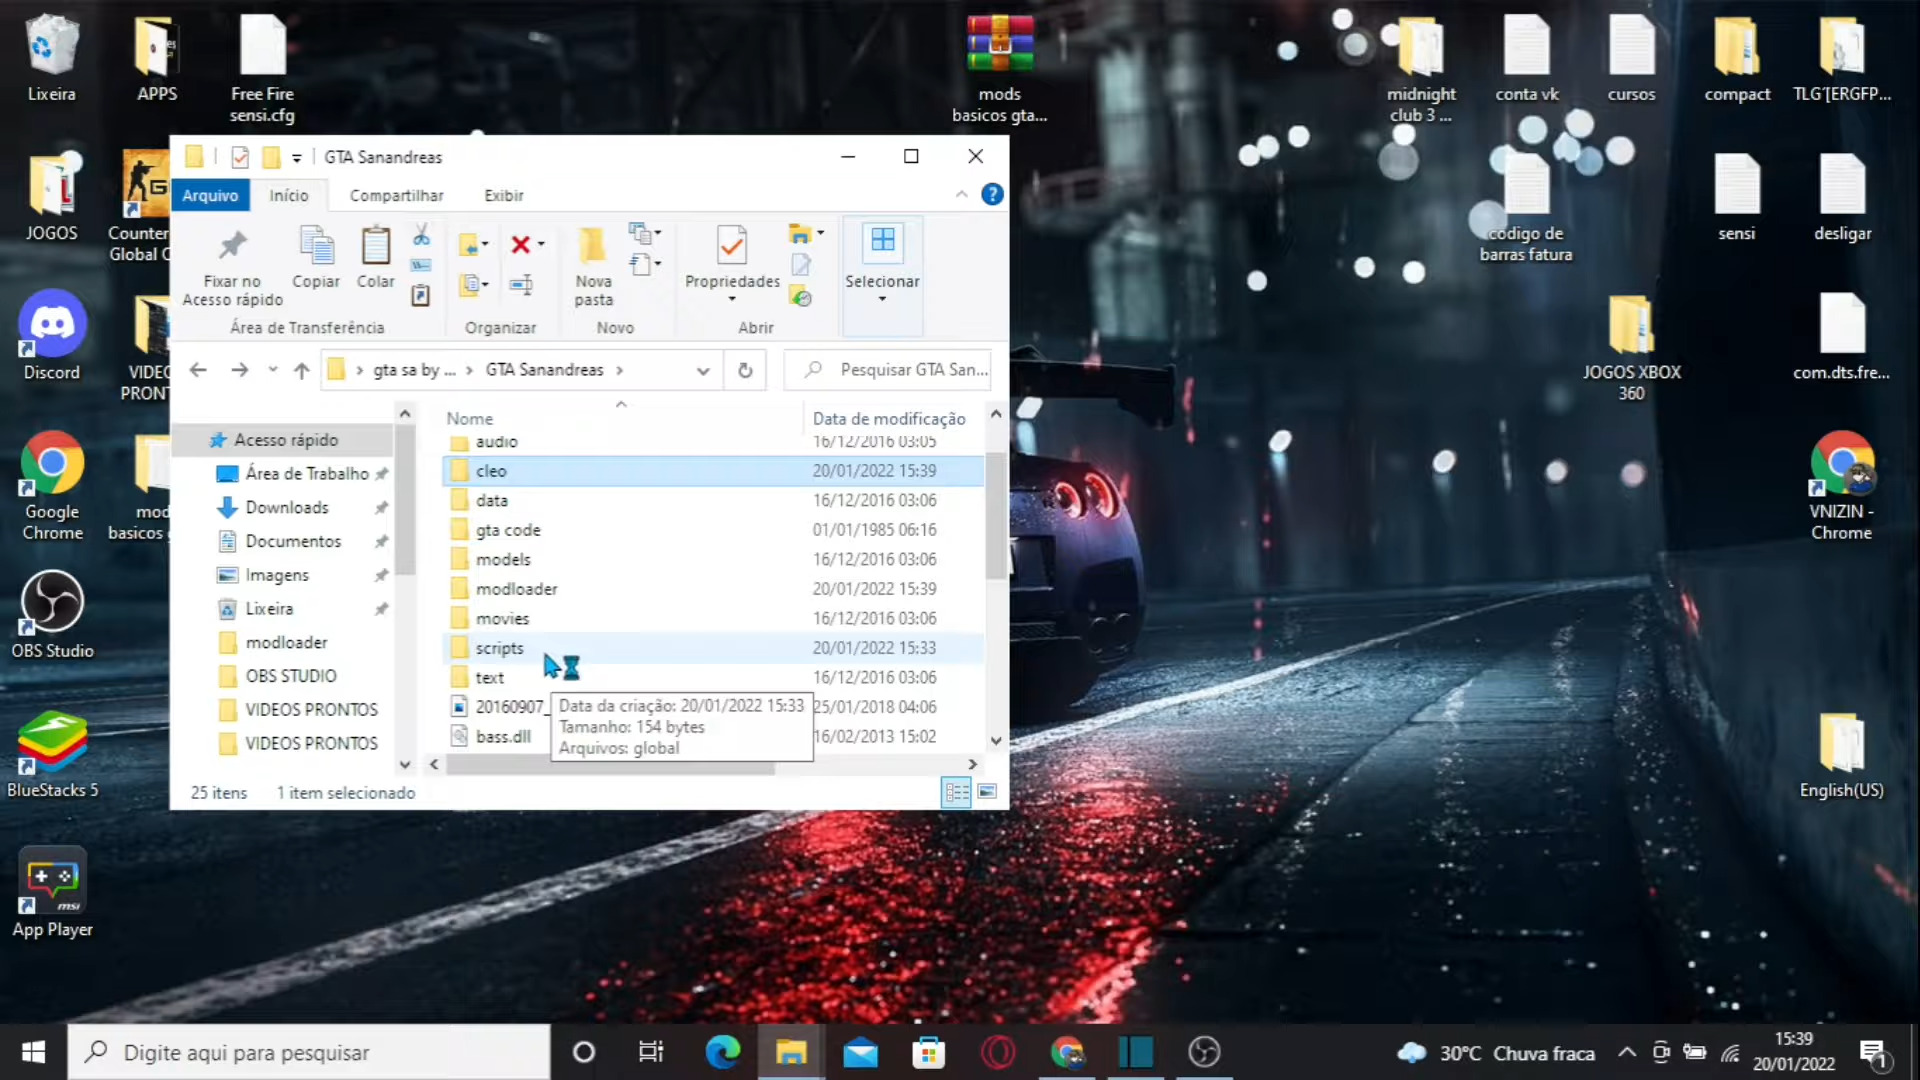 Lixeira
APPS
Free Fire
sensi.cfg
mods
basicos gta...
midnight
club 3 ...
conta vk
cursos
compact
TLG´[ERGFP...
JOGOS
Counter
Global C
codigo de
barras fatura
sensi
desligar
Discord
VIDEO
PRONT
JOGOS XBOX
360
com.dts.fre...
Google
Chrome
mod
basicos g
VNIZIN -
Chrome
OBS Studio
BlueStacks 5
English(US)
msi
App Player
GTA Sanandreas
Arquivo
Início
Compartilhar
Exibir
?
Fixar no
Acesso rápido
Copiar
Colar
Nova
pasta
Propriedades
Selecionar
Área de Transferência
Organizar
Novo
Abrir
gta sa by ...
GTA Sanandreas
Pesquisar GTA San...
Acesso rápido
Área de Trabalho
Downloads
Documentos
Imagens
Lixeira
modloader
OBS STUDIO
VIDEOS PRONTOS
VIDEOS PRONTOS
Nome Data de modificação
audio 16/12/2016 03:05
cleo 20/01/2022 15:39
data 16/12/2016 03:06
gta code 01/01/1985 06:16
models 16/12/2016 03:06
modloader 20/01/2022 15:39
movies 16/12/2016 03:06
scripts 20/01/2022 15:33
text 16/12/2016 03:06
20160907_ 25/01/2018 04:06
bass.dll 16/02/2013 15:02
Data da criação: 20/01/2022 15:33
Tamanho: 154 bytes
Arquivos: global
25 itens 1 item selecionado
Digite aqui para pesquisar
30°C Chuva fraca
15:39
20/01/2022
1